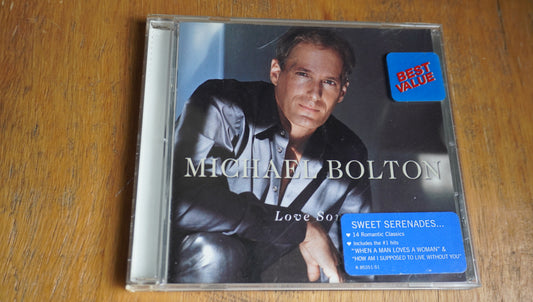 BEST
VALUE
MICHAEL BOLTON
Love
SWEET SERENADES...
♥ 14 Romantic Classics
♥ Includes the #1 hits
"WHEN A MAN LOVES A WOMAN" &
"HOW AM I SUPPOSED TO LIVE WITHOUT YOU"